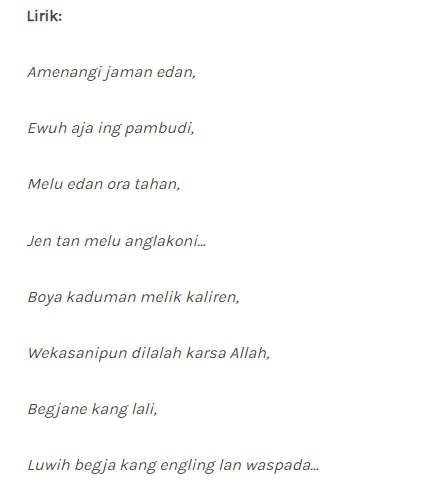 Lirik:
Amenangi jaman edan,
Ewuh aja ing pambudi,
Melu edan ora tahan,
Jen tan melu anglakoni...
Boya kaduman melik kaliren,
Wekasanipun dilalah karsa Allah,
Begjane kang lali,
Luwih begja kang engling lan waspada...